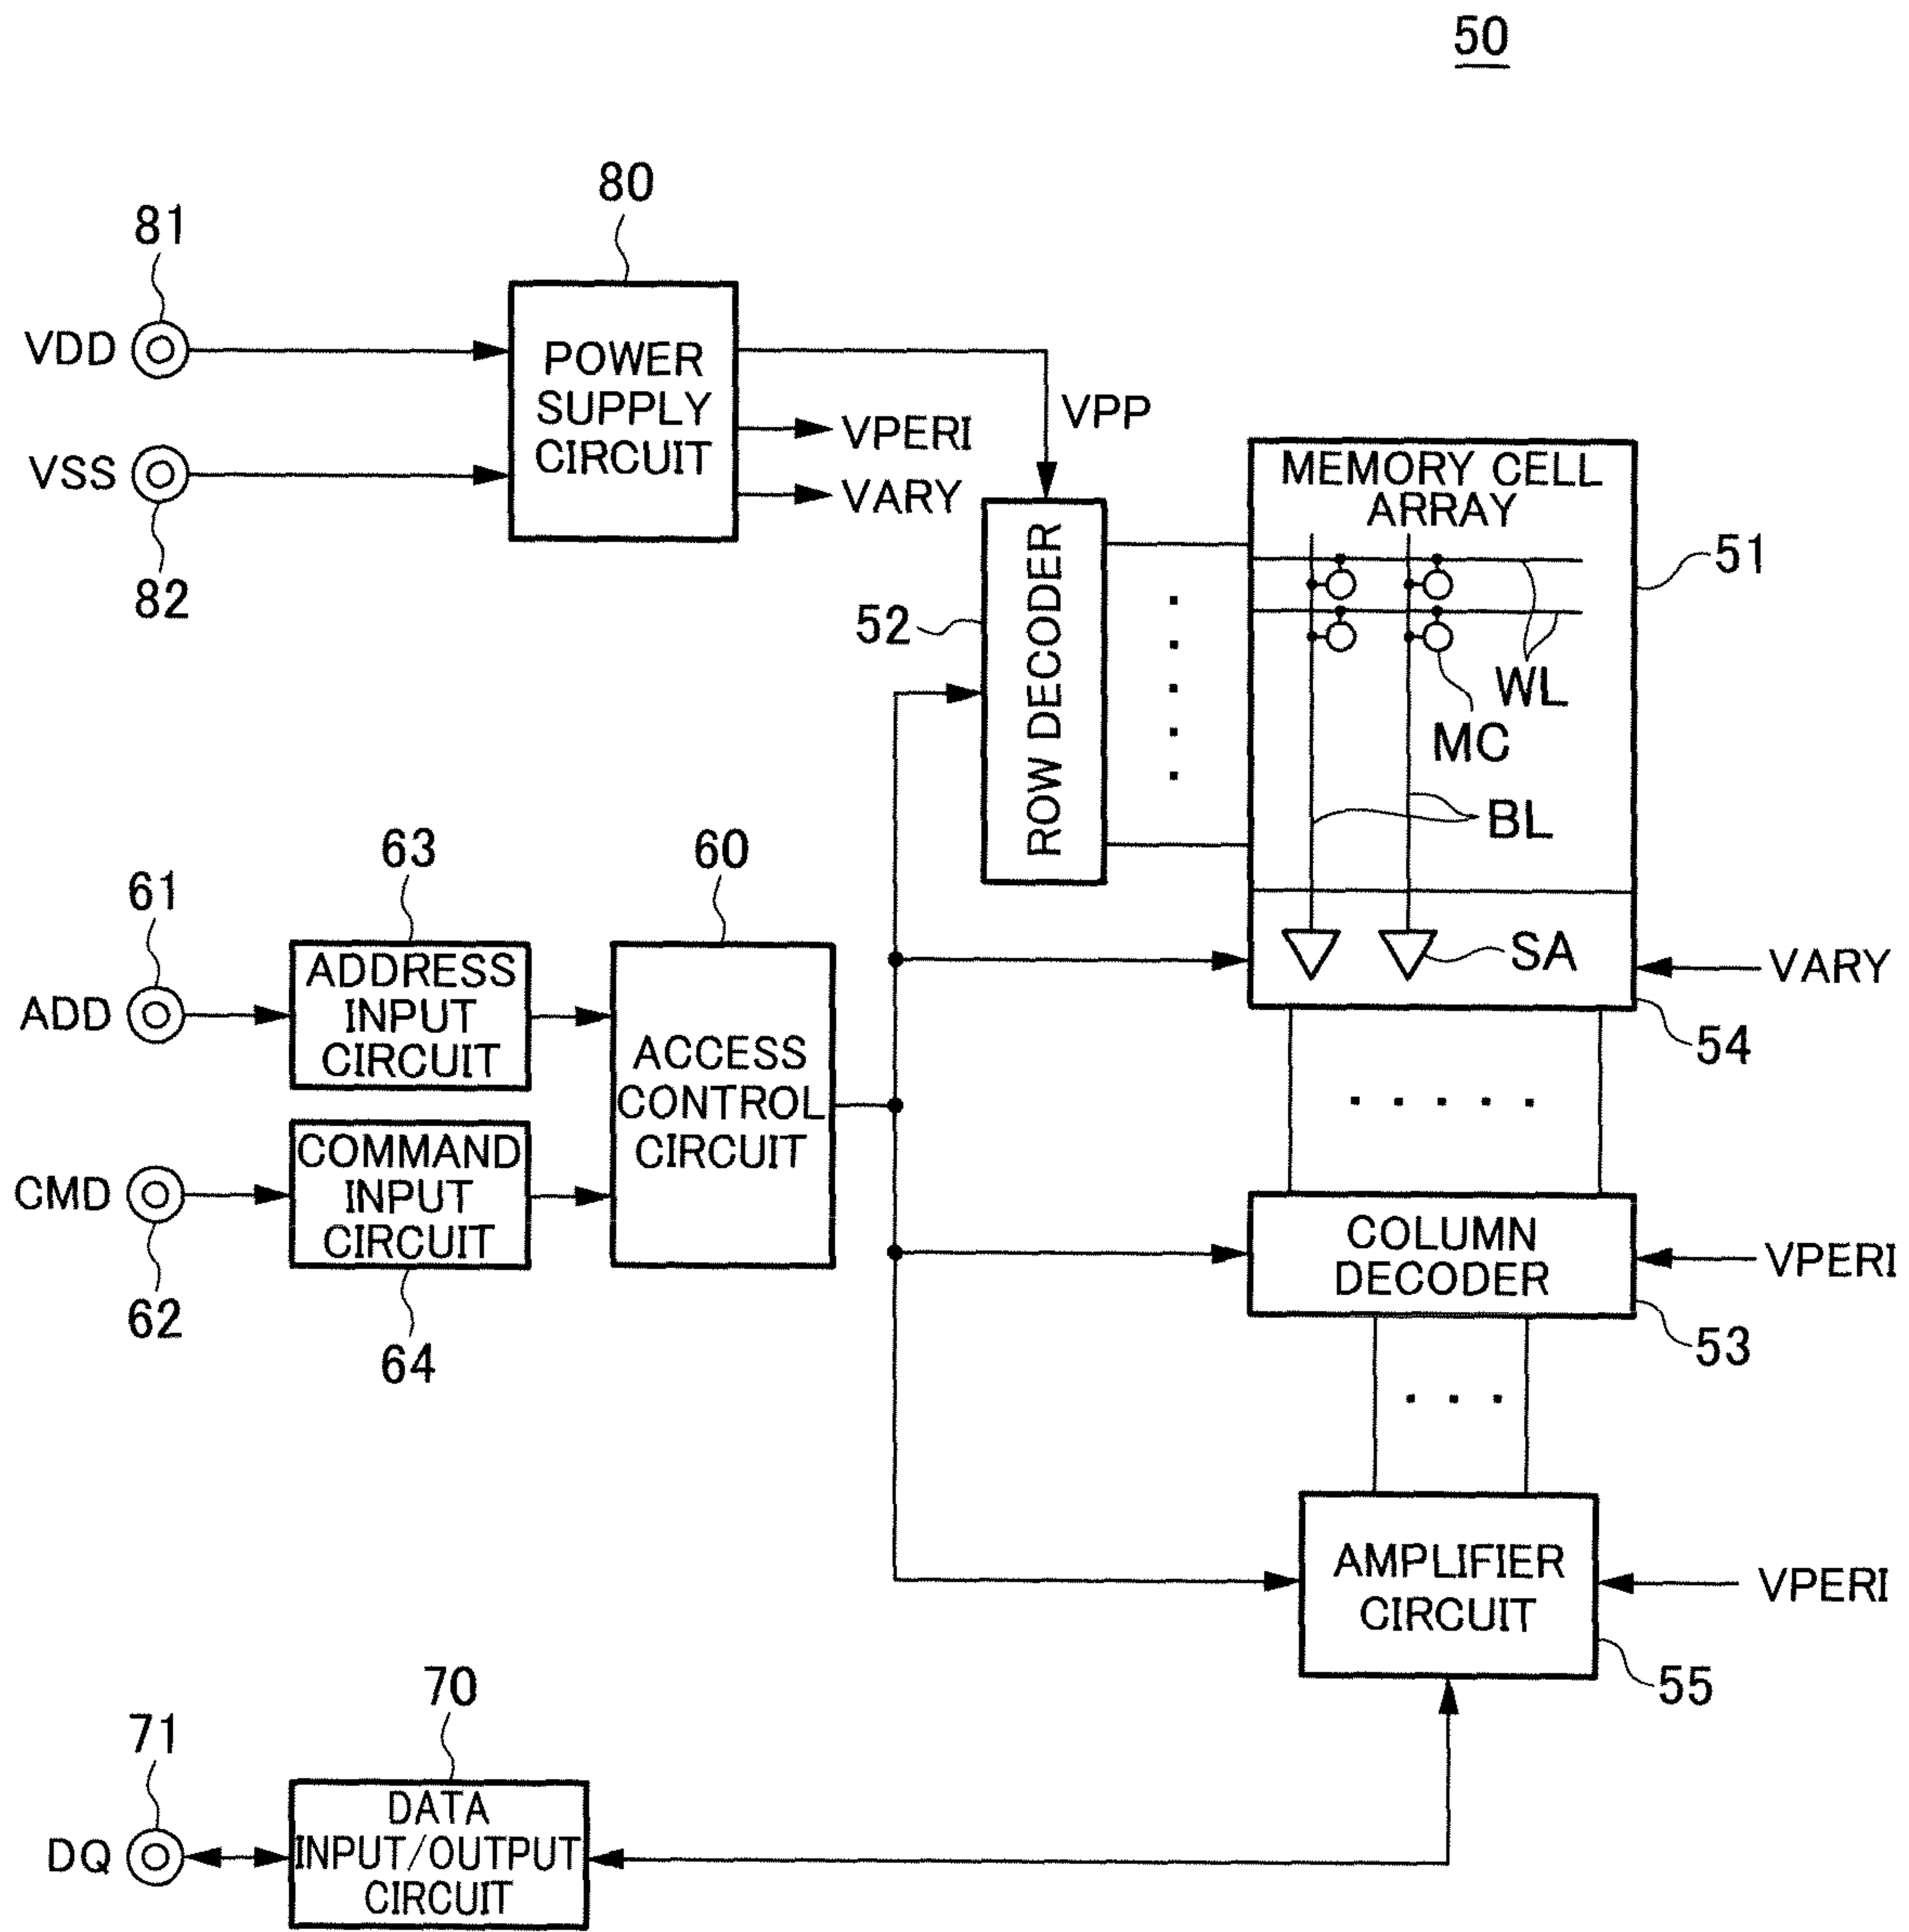 50
80
81
VDD
POWER
SUPPLY
CIRCUIT
VPP
VPERI
VSS
VARY
82
MEMORY CELL
ARRAY
51
52
ROW DECODER
WL
MC
BL
63
60
61
ADDRESS
INPUT
CIRCUIT
ADD
SA
VARY
54
ACCESS
CONTROL
CIRCUIT
COMMAND
INPUT
CIRCUIT
CMD
62
64
COLUMN
DECODER
VPERI
53
AMPLIFIER
CIRCUIT
VPERI
55
70
71
DATA
INPUT/OUTPUT
CIRCUIT
DQ